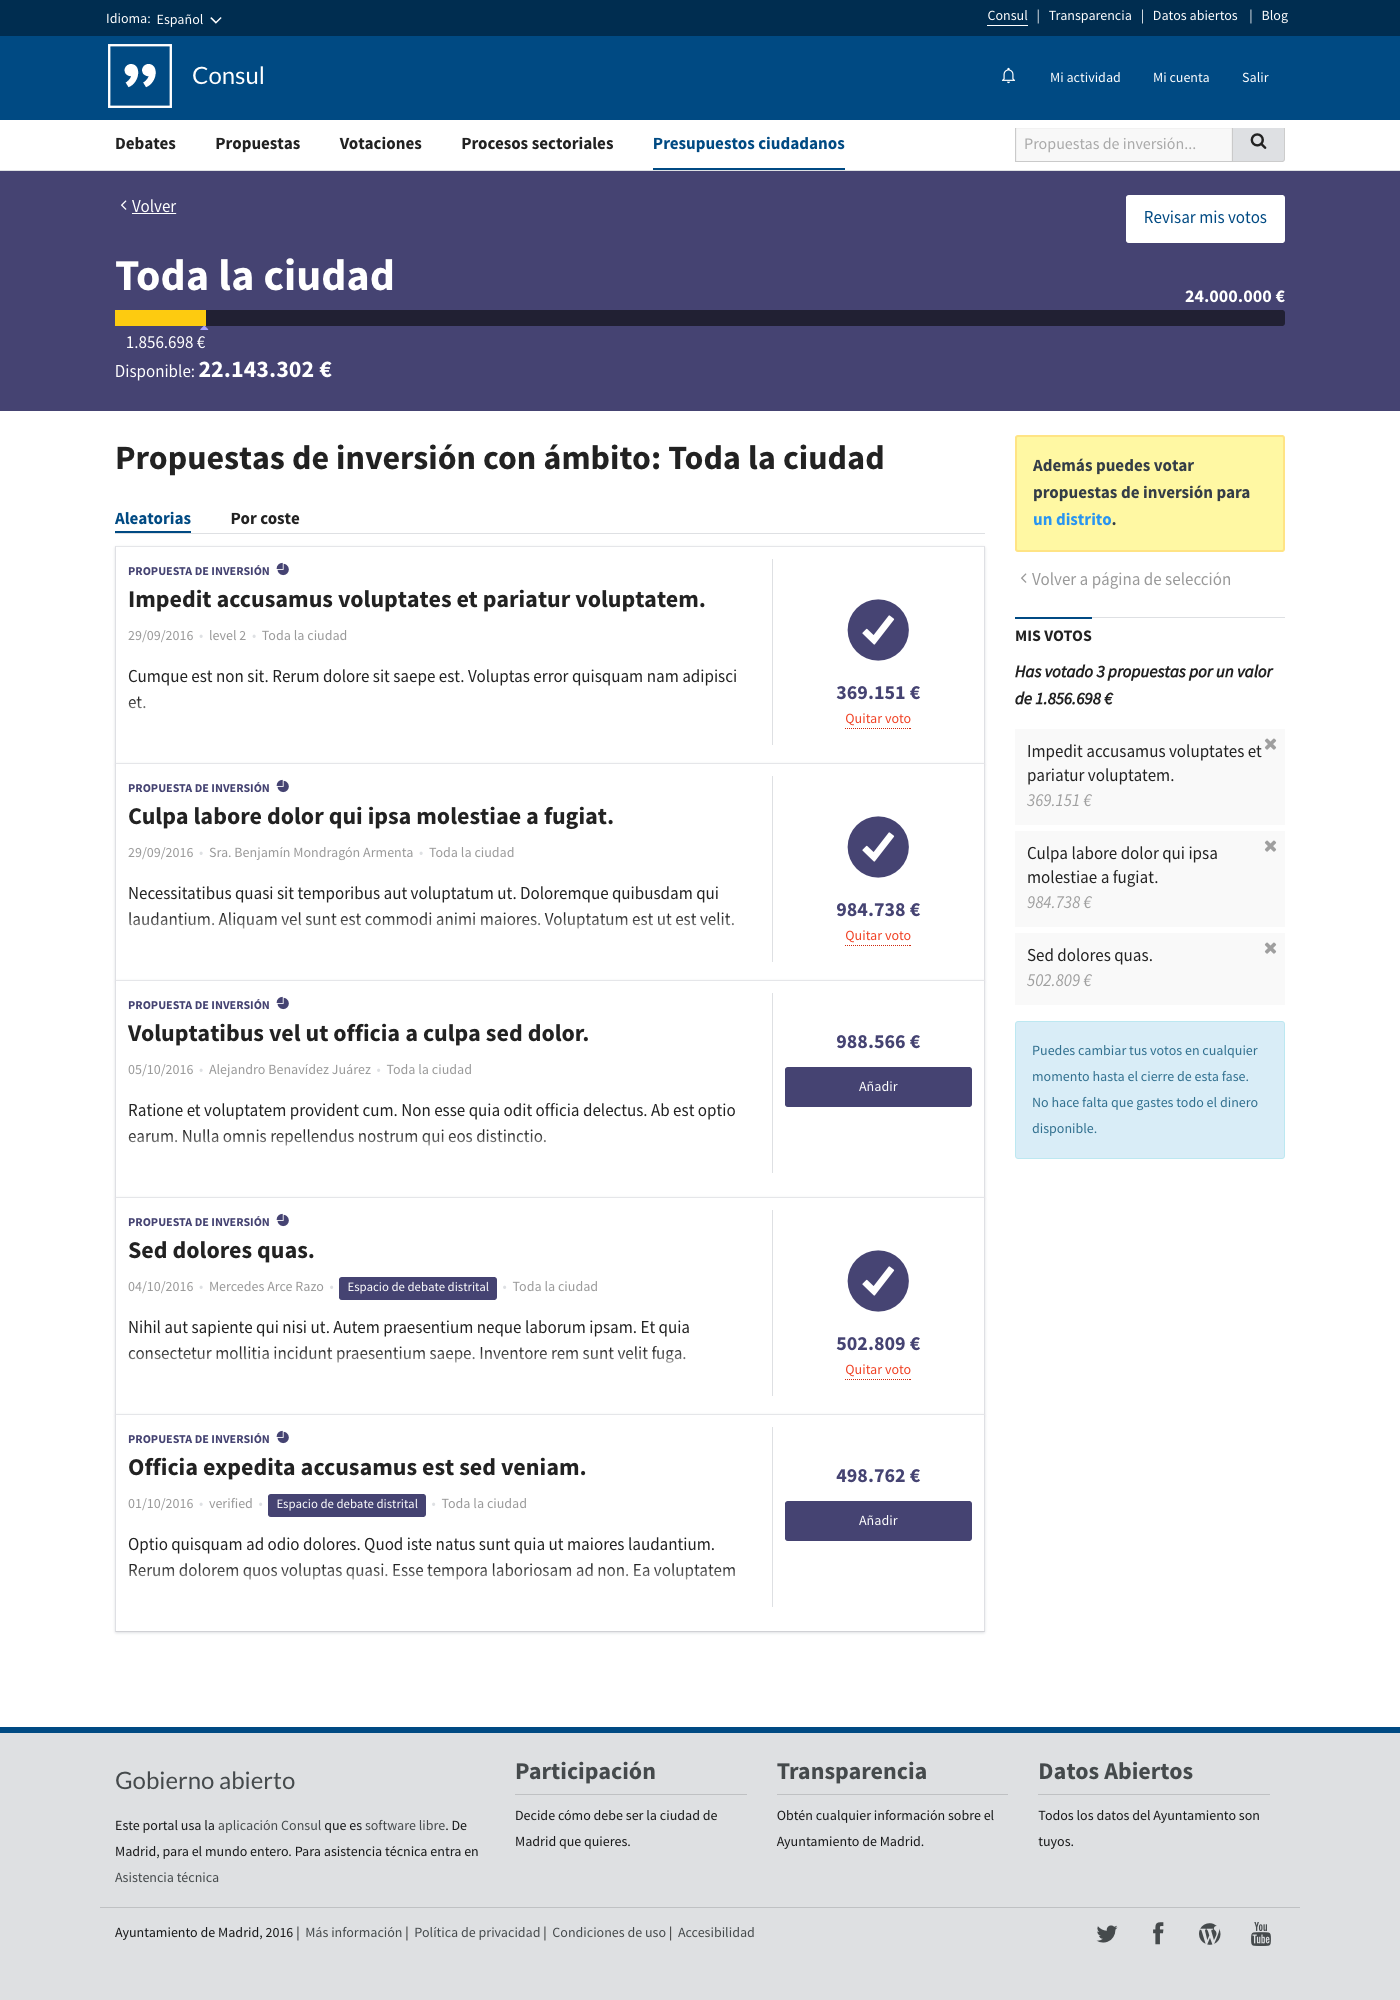 Idioma: Español
Consul | Transparencia | Datos abiertos | Blog
Consul
Mi actividad Mi cuenta Salir
Debates Propuestas Votaciones Procesos sectoriales Presupuestos ciudadanos
Propuestas de inversión...
Volver
Revisar mis votos
Toda la ciudad
24.000.000 €
1.856.698 €
Disponible: 22.143.302 €
Propuestas de inversión con ámbito: Toda la ciudad
Aleatorias Por coste
PROPUESTA DE INVERSIÓN
Impedit accusamus voluptates et pariatur voluptatem.
29/09/2016 • level 2 • Toda la ciudad
Cumque est non sit. Rerum dolore sit saepe est. Voluptas error quisquam nam adipisci
et.
369.151 €
Quitar voto
PROPUESTA DE INVERSIÓN
Culpa labore dolor qui ipsa molestiae a fugiat.
29/09/2016 • Sra. Benjamín Mondragón Armenta • Toda la ciudad
Necessitatibus quasi sit temporibus aut voluptatum ut. Doloremque quibusdam qui
laudantium. Aliquam vel sunt est commodi animi maiores. Voluptatum est ut est velit.
984.738 €
Quitar voto
PROPUESTA DE INVERSIÓN
Voluptatibus vel ut officia a culpa sed dolor.
05/10/2016 • Alejandro Benavídez Juárez • Toda la ciudad
Ratione et voluptatem provident cum. Non esse quia odit officia delectus. Ab est optio
earum. Nulla omnis repellendus nostrum qui eos distinctio.
988.566 €
Añadir
PROPUESTA DE INVERSIÓN
Sed dolores quas.
04/10/2016 • Mercedes Arce Razo • Espacio de debate distrital • Toda la ciudad
Nihil aut sapiente qui nisi ut. Autem praesentium neque laborum ipsam. Et quia
consectetur mollitia incidunt praesentium saepe. Inventore rem sunt velit fuga.
502.809 €
Quitar voto
PROPUESTA DE INVERSIÓN
Officia expedita accusamus est sed veniam.
01/10/2016 • verified • Espacio de debate distrital • Toda la ciudad
Optio quisquam ad odio dolores. Quod iste natus sunt quia ut maiores laudantium.
Rerum dolorem quos voluptas quasi. Esse tempora laboriosam ad non. Ea voluptatem
498.762 €
Añadir
Además puedes votar
propuestas de inversión para
un distrito.
Volver a página de selección
MIS VOTOS
Has votado 3 propuestas por un valor
de 1.856.698 €
Impedit accusamus voluptates et
pariatur voluptatem.
369.151 €
Culpa labore dolor qui ipsa
molestiae a fugiat.
984.738 €
Sed dolores quas.
502.809 €
Puedes cambiar tus votos en cualquier
momento hasta el cierre de esta fase.
No hace falta que gastes todo el dinero
disponible.
Gobierno abierto
Este portal usa la aplicación Consul que es software libre. De
Madrid, para el mundo entero. Para asistencia técnica entra en
Asistencia técnica
Participación
Decide cómo debe ser la ciudad de
Madrid que quieres.
Transparencia
Obtén cualquier información sobre el
Ayuntamiento de Madrid.
Datos Abiertos
Todos los datos del Ayuntamiento son
tuyos.
Ayuntamiento de Madrid, 2016 | Más información | Política de privacidad | Condiciones de uso | Accesibilidad
You
Tube